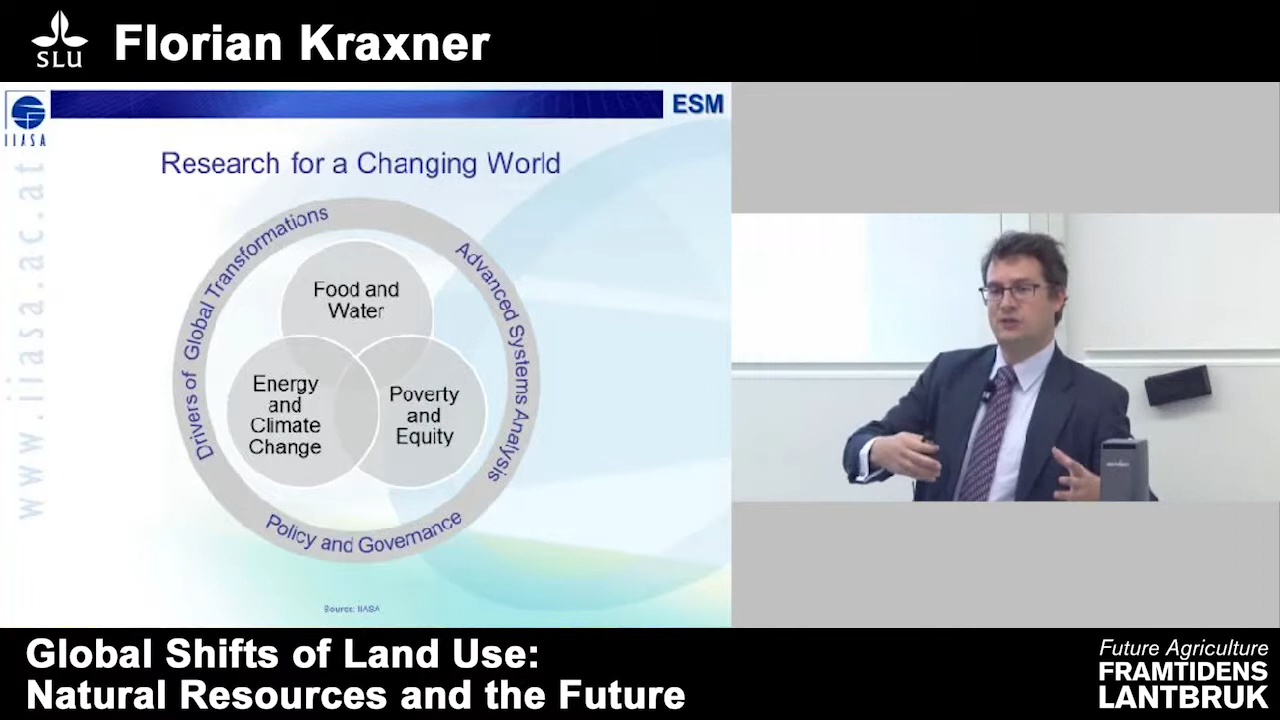 SLU
Florian Kraxner
IIASA
www.iiasa.ac.at
ESM
Research for a Changing World
Drivers of Global Transformations
Advanced Systems Analysis
Policy and Governance
Food and
Water
Energy
and
Climate
Change
Poverty
and
Equity
Source: IIASA
Global Shifts of Land Use:
Natural Resources and the Future
Future Agriculture
FRAMTIDENS
LANTBRUK